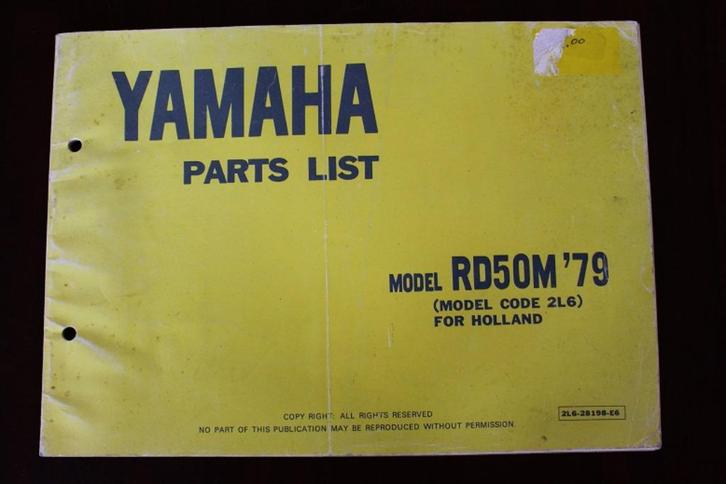 .00
YAMAHA
PARTS LIST
MODEL RD50M '79
(MODEL CODE 2L6)
FOR HOLLAND
COPY RIGHT: ALL RIGHTS RESERVED
NO PART OF THIS PUBLICATION MAY BE REPRODUCED WITHOUT PERMISSION.
2L6-28198-E6